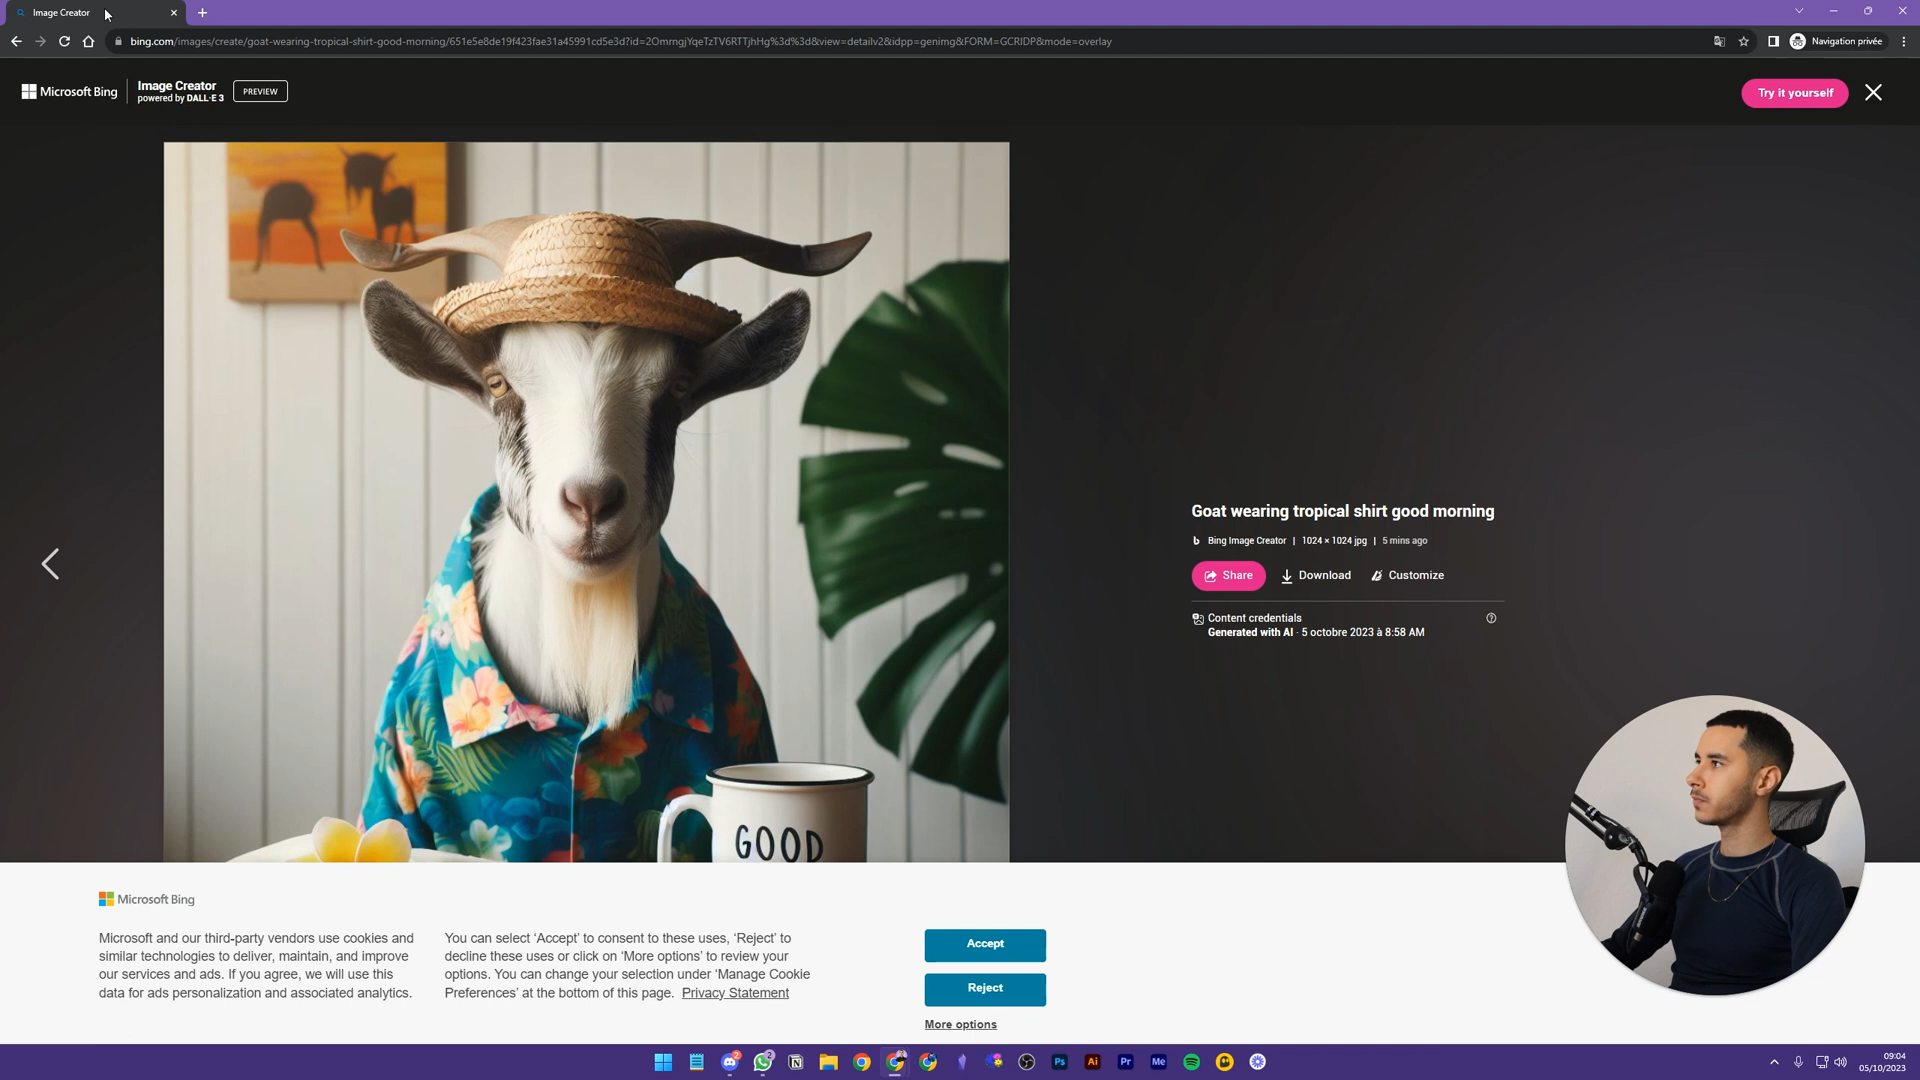 Image Creator
bing.com/images/create/goat-wearing-tropical-shirt-good-morning/651e5e8de19f423fae31a45991cd5e3d?id=2OmrngjYqeTzTV6RTTjhHg%3d%3d&view=detailv2&idpp=genimg&FORM=GCRIDP&mode=overlay
Navigation privée
Microsoft Bing
Image Creator
powered by DALL·E 3
PREVIEW
Try it yourself
GOOD
Goat wearing tropical shirt good morning
Bing Image Creator | 1024 × 1024 jpg | 5 mins ago
Share
Download
Customize
Content credentials
Generated with AI · 5 octobre 2023 à 8:58 AM
Microsoft Bing
Microsoft and our third-party vendors use cookies and
similar technologies to deliver, maintain, and improve
our services and ads. If you agree, we will use this
data for ads personalization and associated analytics.
You can select ‘Accept’ to consent to these uses, ‘Reject’ to
decline these uses or click on ‘More options’ to review your
options. You can change your selection under ‘Manage Cookie
Preferences’ at the bottom of this page. Privacy Statement
Accept
Reject
More options
2
2
Ps
Ai
Pr
Me
09:04
05/10/2023